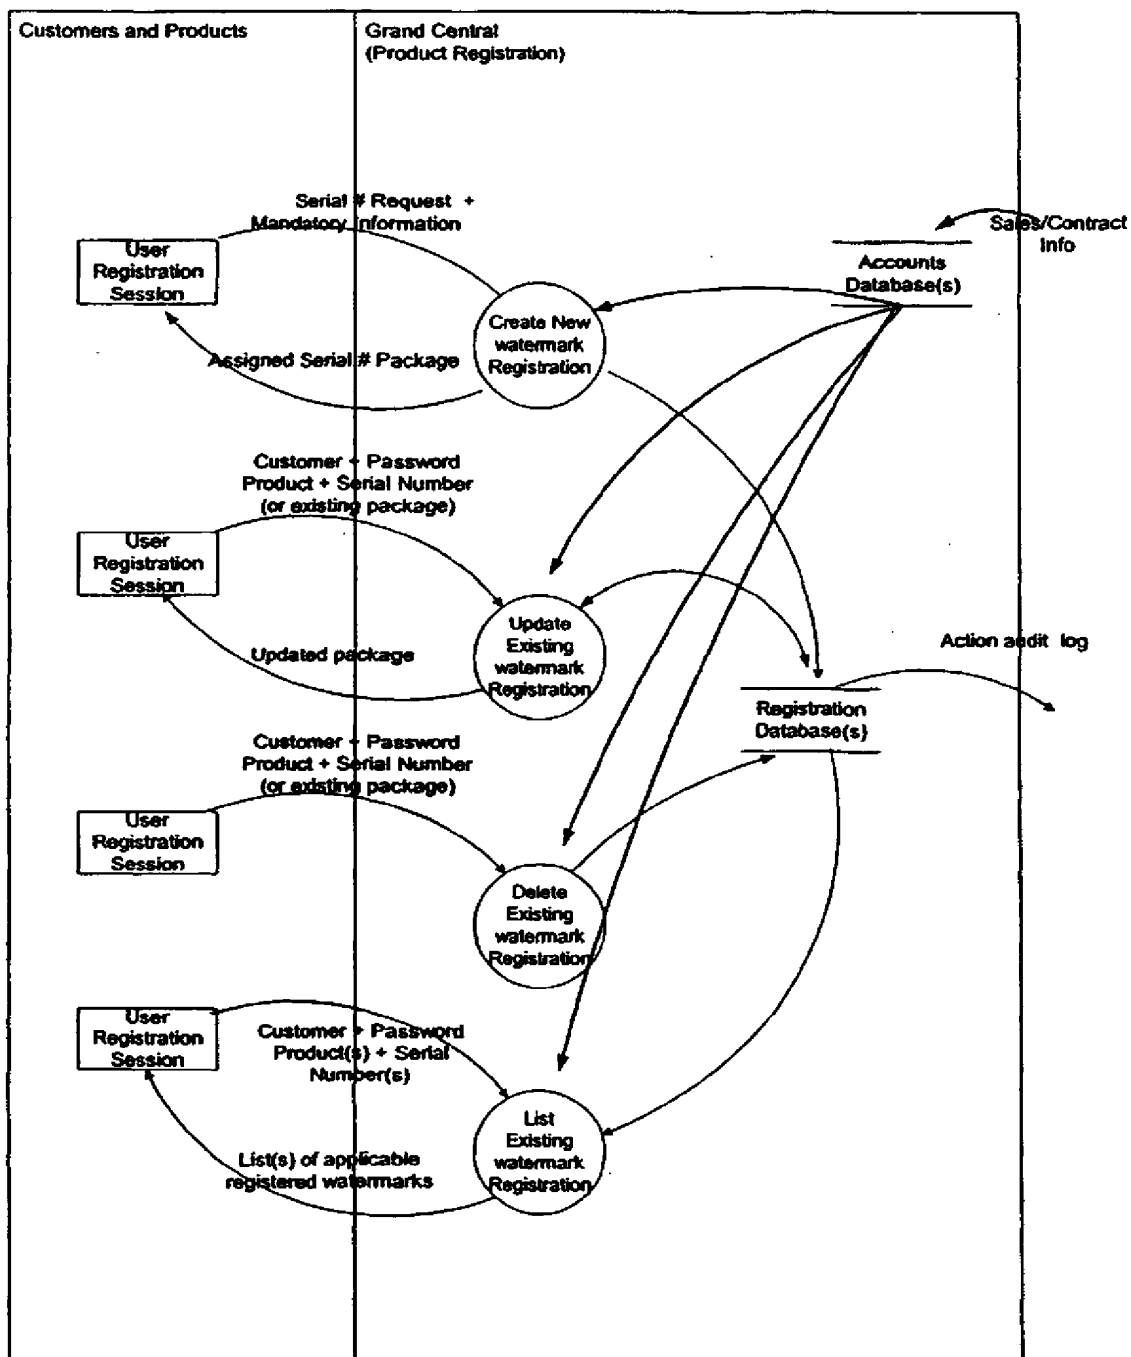 Customers and Products
Grand Central
(Product Registration)
Serial # Request +
Mandatory Information
Sales/Contract
Info
User
Registration
Session
Accounts
Database(s)
Create New
watermark
Registration
Assigned Serial # Package
Customer + Password
Product + Serial Number
(or existing package)
User
Registration
Session
Update
Existing
watermark
Registration
Updated package
Action audit log
Registration
Database(s)
Customer + Password
Product + Serial Number
(or existing package)
User
Registration
Session
Delete
Existing
watermark
Registration
User
Registration
Session
Customer + Password
Product(s) + Serial
Number(s)
List
Existing
watermark
Registration
List(s) of applicable
registered watermarks